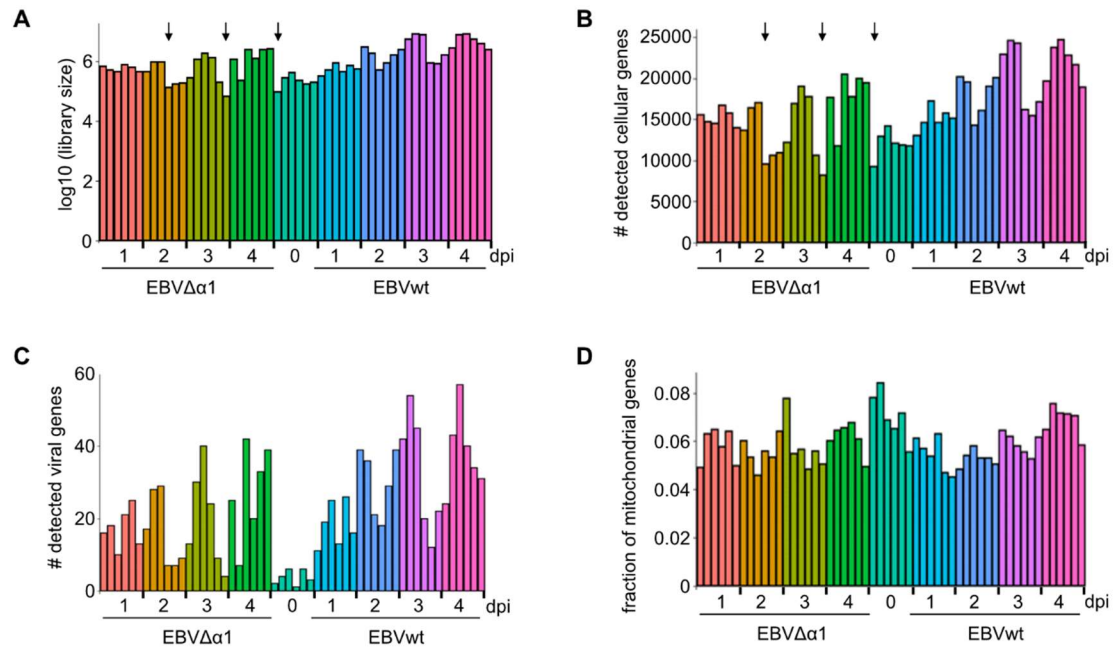 A
log10 (library size)
6
4
2
0
1 2 3 4 0 1 2 3 4 dpi
EBVΔα1 EBVwt
B
# detected cellular genes
25000
20000
15000
10000
5000
0
1 2 3 4 0 1 2 3 4 dpi
EBVΔα1 EBVwt
C
# detected viral genes
60
40
20
0
1 2 3 4 0 1 2 3 4 dpi
EBVΔα1 EBVwt
D
fraction of mitochondrial genes
0.08
0.06
0.04
0.02
0
1 2 3 4 0 1 2 3 4 dpi
EBVΔα1 EBVwt